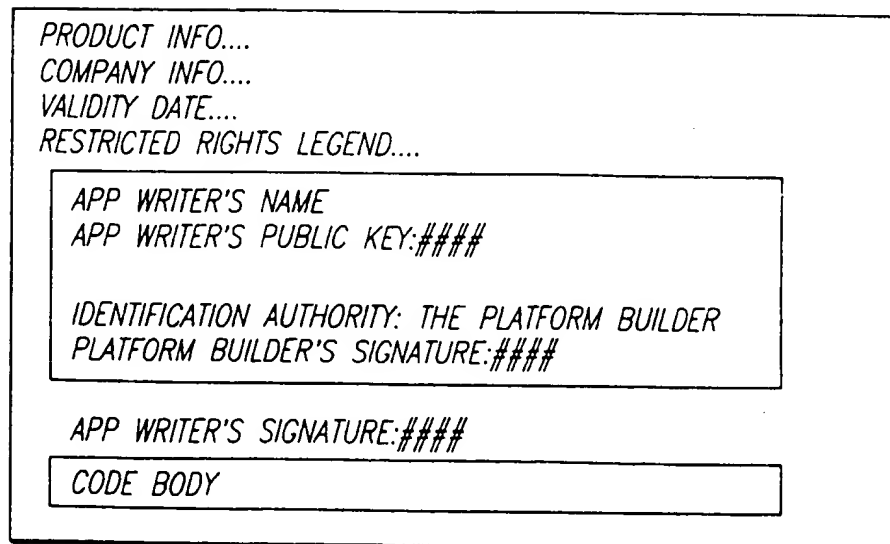 PRODUCT INFO....
COMPANY INFO....
VALIDITY DATE....
RESTRICTED RIGHTS LEGEND....
APP WRITER'S NAME
APP WRITER'S PUBLIC KEY:####
IDENTIFICATION AUTHORITY: THE PLATFORM BUILDER
PLATFORM BUILDER'S SIGNATURE:####
APP WRITER'S SIGNATURE:####
CODE BODY